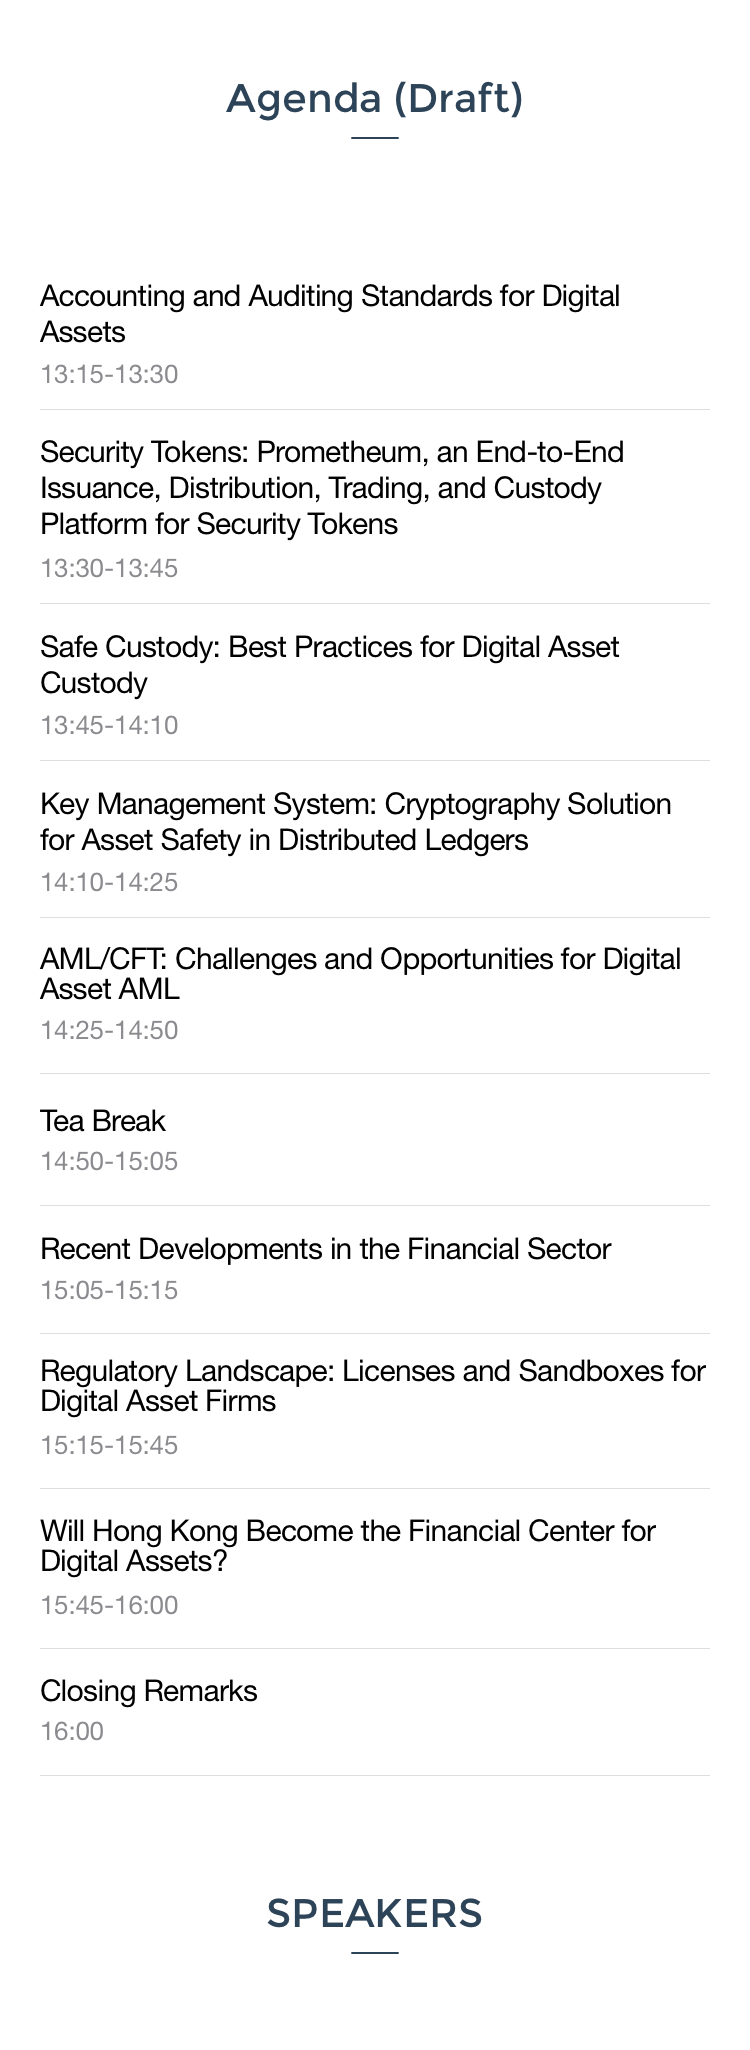 Agenda (Draft)
Accounting and Auditing Standards for Digital
Assets
13:15-13:30
Security Tokens: Prometheum, an End-to-End
Issuance, Distribution, Trading, and Custody
Platform for Security Tokens
13:30-13:45
Safe Custody: Best Practices for Digital Asset
Custody
13:45-14:10
Key Management System: Cryptography Solution
for Asset Safety in Distributed Ledgers
14:10-14:25
AML/CFT: Challenges and Opportunities for Digital
Asset AML
14:25-14:50
Tea Break
14:50-15:05
Recent Developments in the Financial Sector
15:05-15:15
Regulatory Landscape: Licenses and Sandboxes for
Digital Asset Firms
15:15-15:45
Will Hong Kong Become the Financial Center for
Digital Assets?
15:45-16:00
Closing Remarks
16:00
SPEAKERS